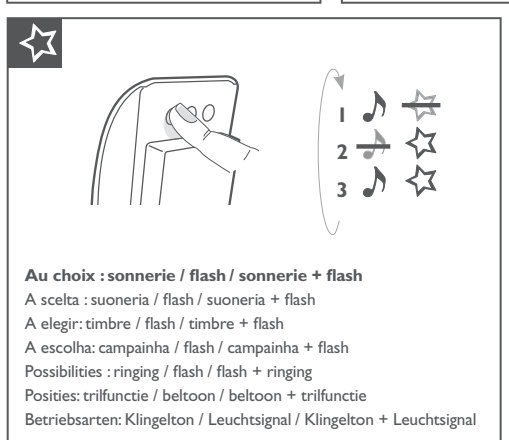 1
2
3
Au choix : sonnerie / flash / sonnerie + flash
A scelta : suoneria / flash / suoneria + flash
A elegir: timbre / flash / timbre + flash
A escolha: campainha / flash / campainha + flash
Possibilities : ringing / flash / flash + ringing
Posities: trilfunctie / beltoon / beltoon + trilfunctie
Betriebsarten: Klingelton / Leuchtsignal / Klingelton + Leuchtsignal